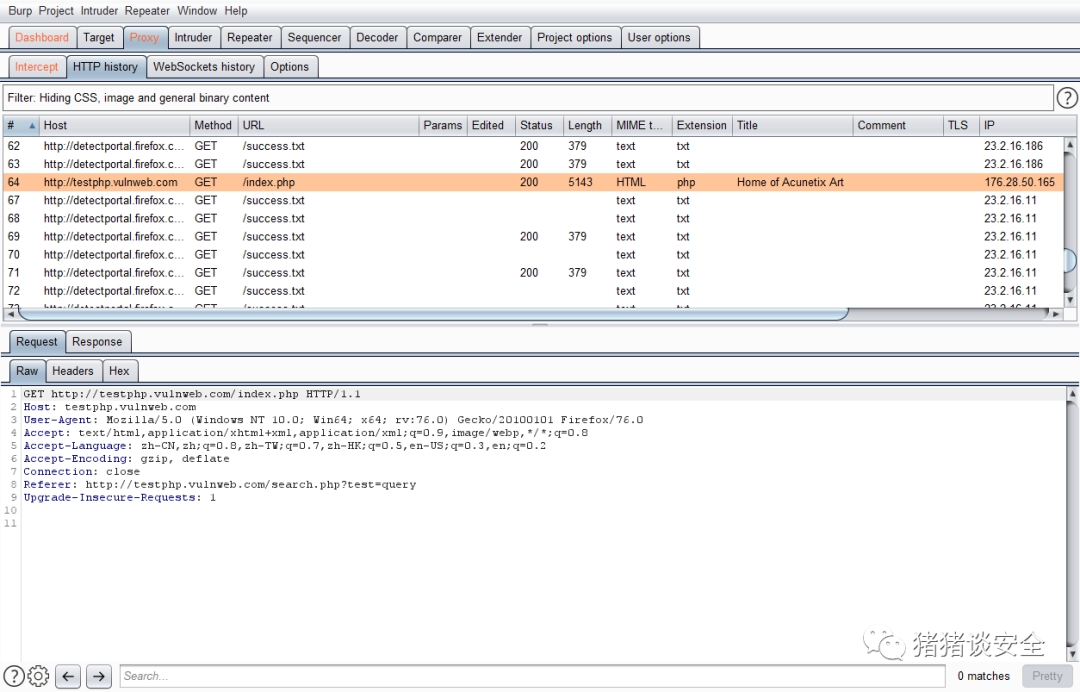 Burp Project Intruder Repeater Window Help
Dashboard Target Proxy Intruder Repeater Sequencer Decoder Comparer Extender Project options User options
Intercept HTTP history WebSockets history Options
Filter: Hiding CSS, image and general binary content ?
# Host Method URL Params Edited Status Length MIME t... Extension Title Comment TLS IP
62 http://detectportal.firefox.c... GET /success.txt 200 379 text txt 23.2.16.186
63 http://detectportal.firefox.c... GET /success.txt 200 379 text txt 23.2.16.186
64 http://testphp.vulnweb.com GET /index.php 200 5143 HTML php Home of Acunetix Art 176.28.50.165
67 http://detectportal.firefox.c... GET /success.txt text txt 23.2.16.11
68 http://detectportal.firefox.c... GET /success.txt text txt 23.2.16.11
69 http://detectportal.firefox.c... GET /success.txt 200 379 text txt 23.2.16.11
70 http://detectportal.firefox.c... GET /success.txt text txt 23.2.16.11
71 http://detectportal.firefox.c... GET /success.txt 200 379 text txt 23.2.16.11
72 http://detectportal.firefox.c... GET /success.txt text txt 23.2.16.11
Request Response
Raw Headers Hex
1 GET http://testphp.vulnweb.com/index.php HTTP/1.1
2 Host: testphp.vulnweb.com
3 User-Agent: Mozilla/5.0 (Windows NT 10.0; Win64; x64; rv:76.0) Gecko/20100101 Firefox/76.0
4 Accept: text/html,application/xhtml+xml,application/xml;q=0.9,image/webp,*/*;q=0.8
5 Accept-Language: zh-CN,zh;q=0.8,zh-TW;q=0.7,zh-HK;q=0.5,en-US;q=0.3,en;q=0.2
6 Accept-Encoding: gzip, deflate
7 Connection: close
8 Referer: http://testphp.vulnweb.com/search.php?test=query
9 Upgrade-Insecure-Requests: 1
10
11
猪猪谈安全
? Search... 0 matches Pretty